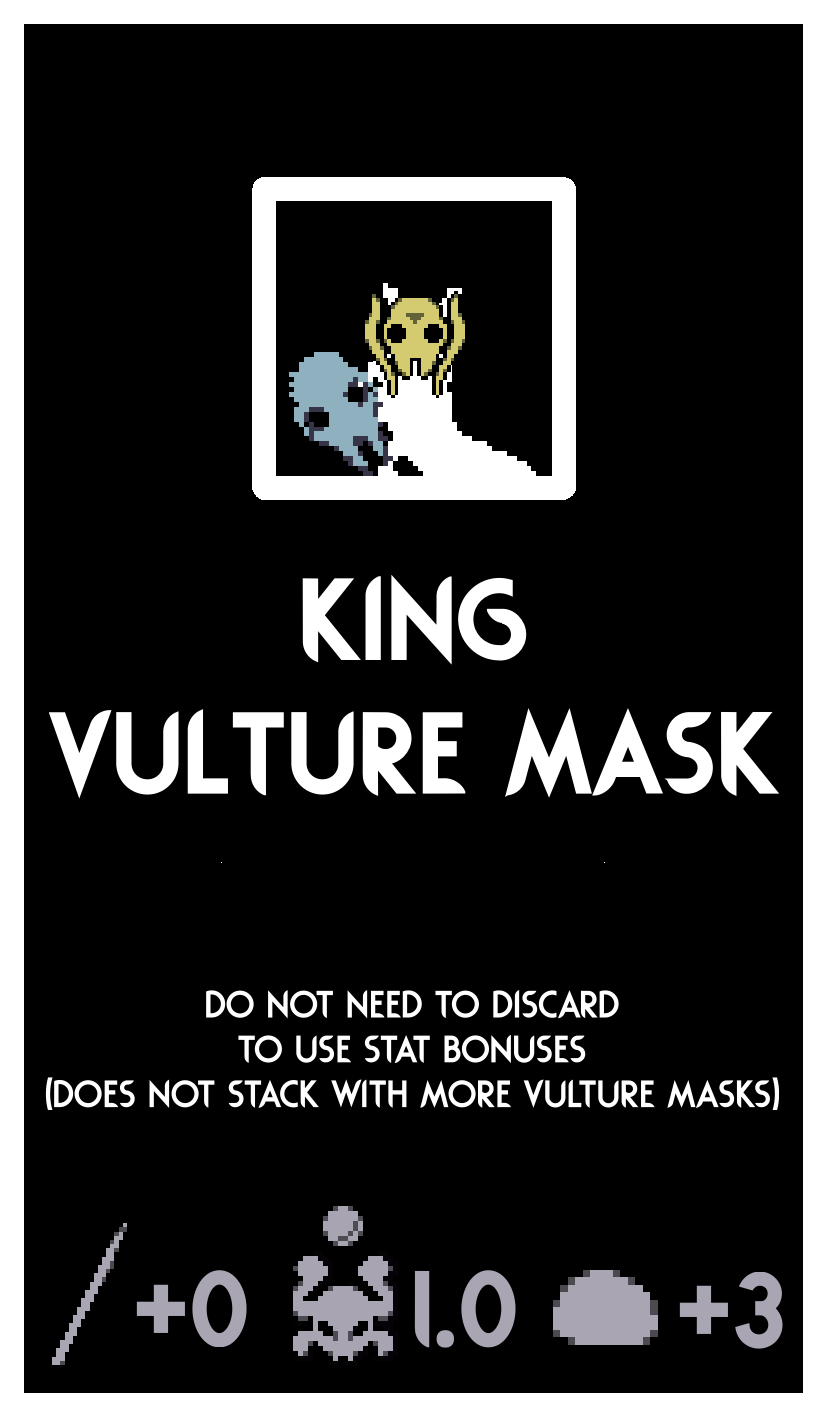 KING
VULTURE MASK
DO NOT NEED TO DISCARD
TO USE STAT BONUSES
(DOES NOT STACK WITH MORE VULTURE MASKS)
+0 1.0 +3